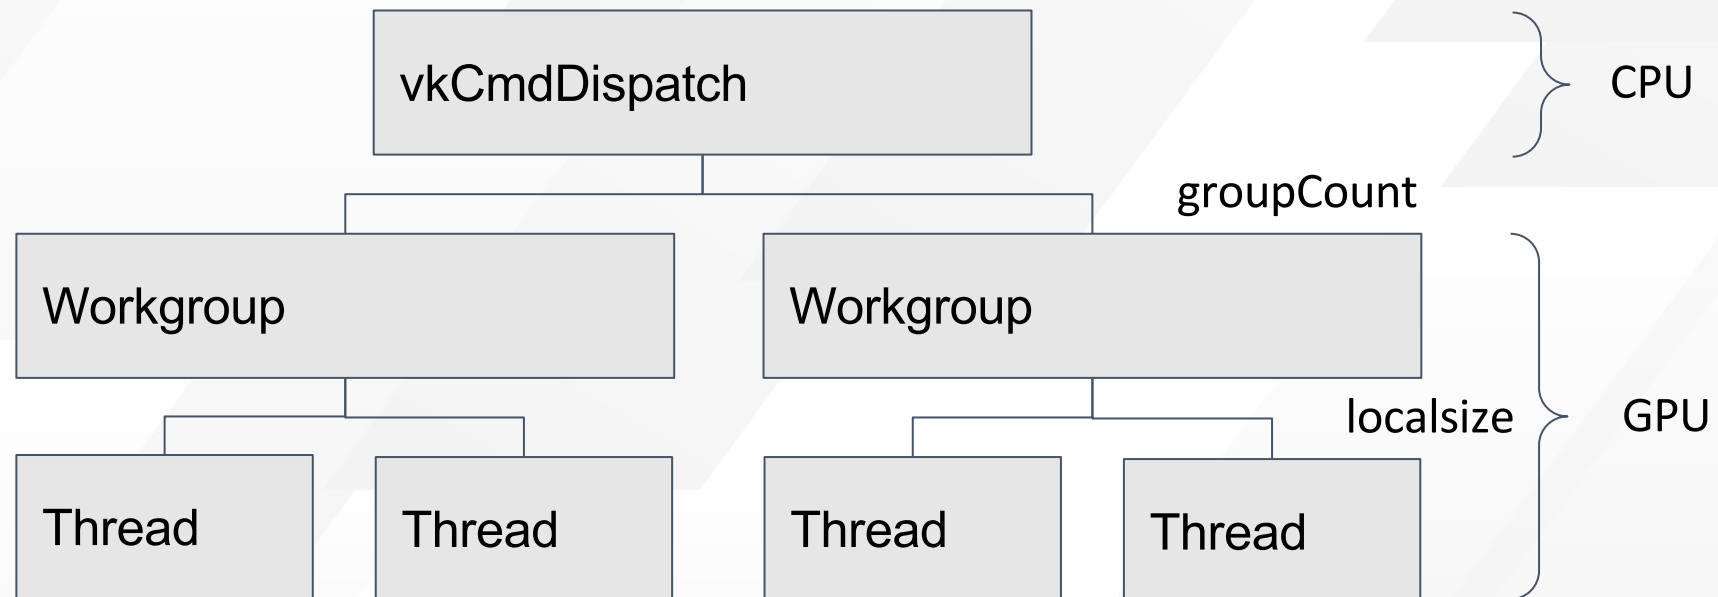 vkCmdDispatch
CPU
groupCount
Workgroup
Workgroup
localsize
GPU
Thread
Thread
Thread
Thread